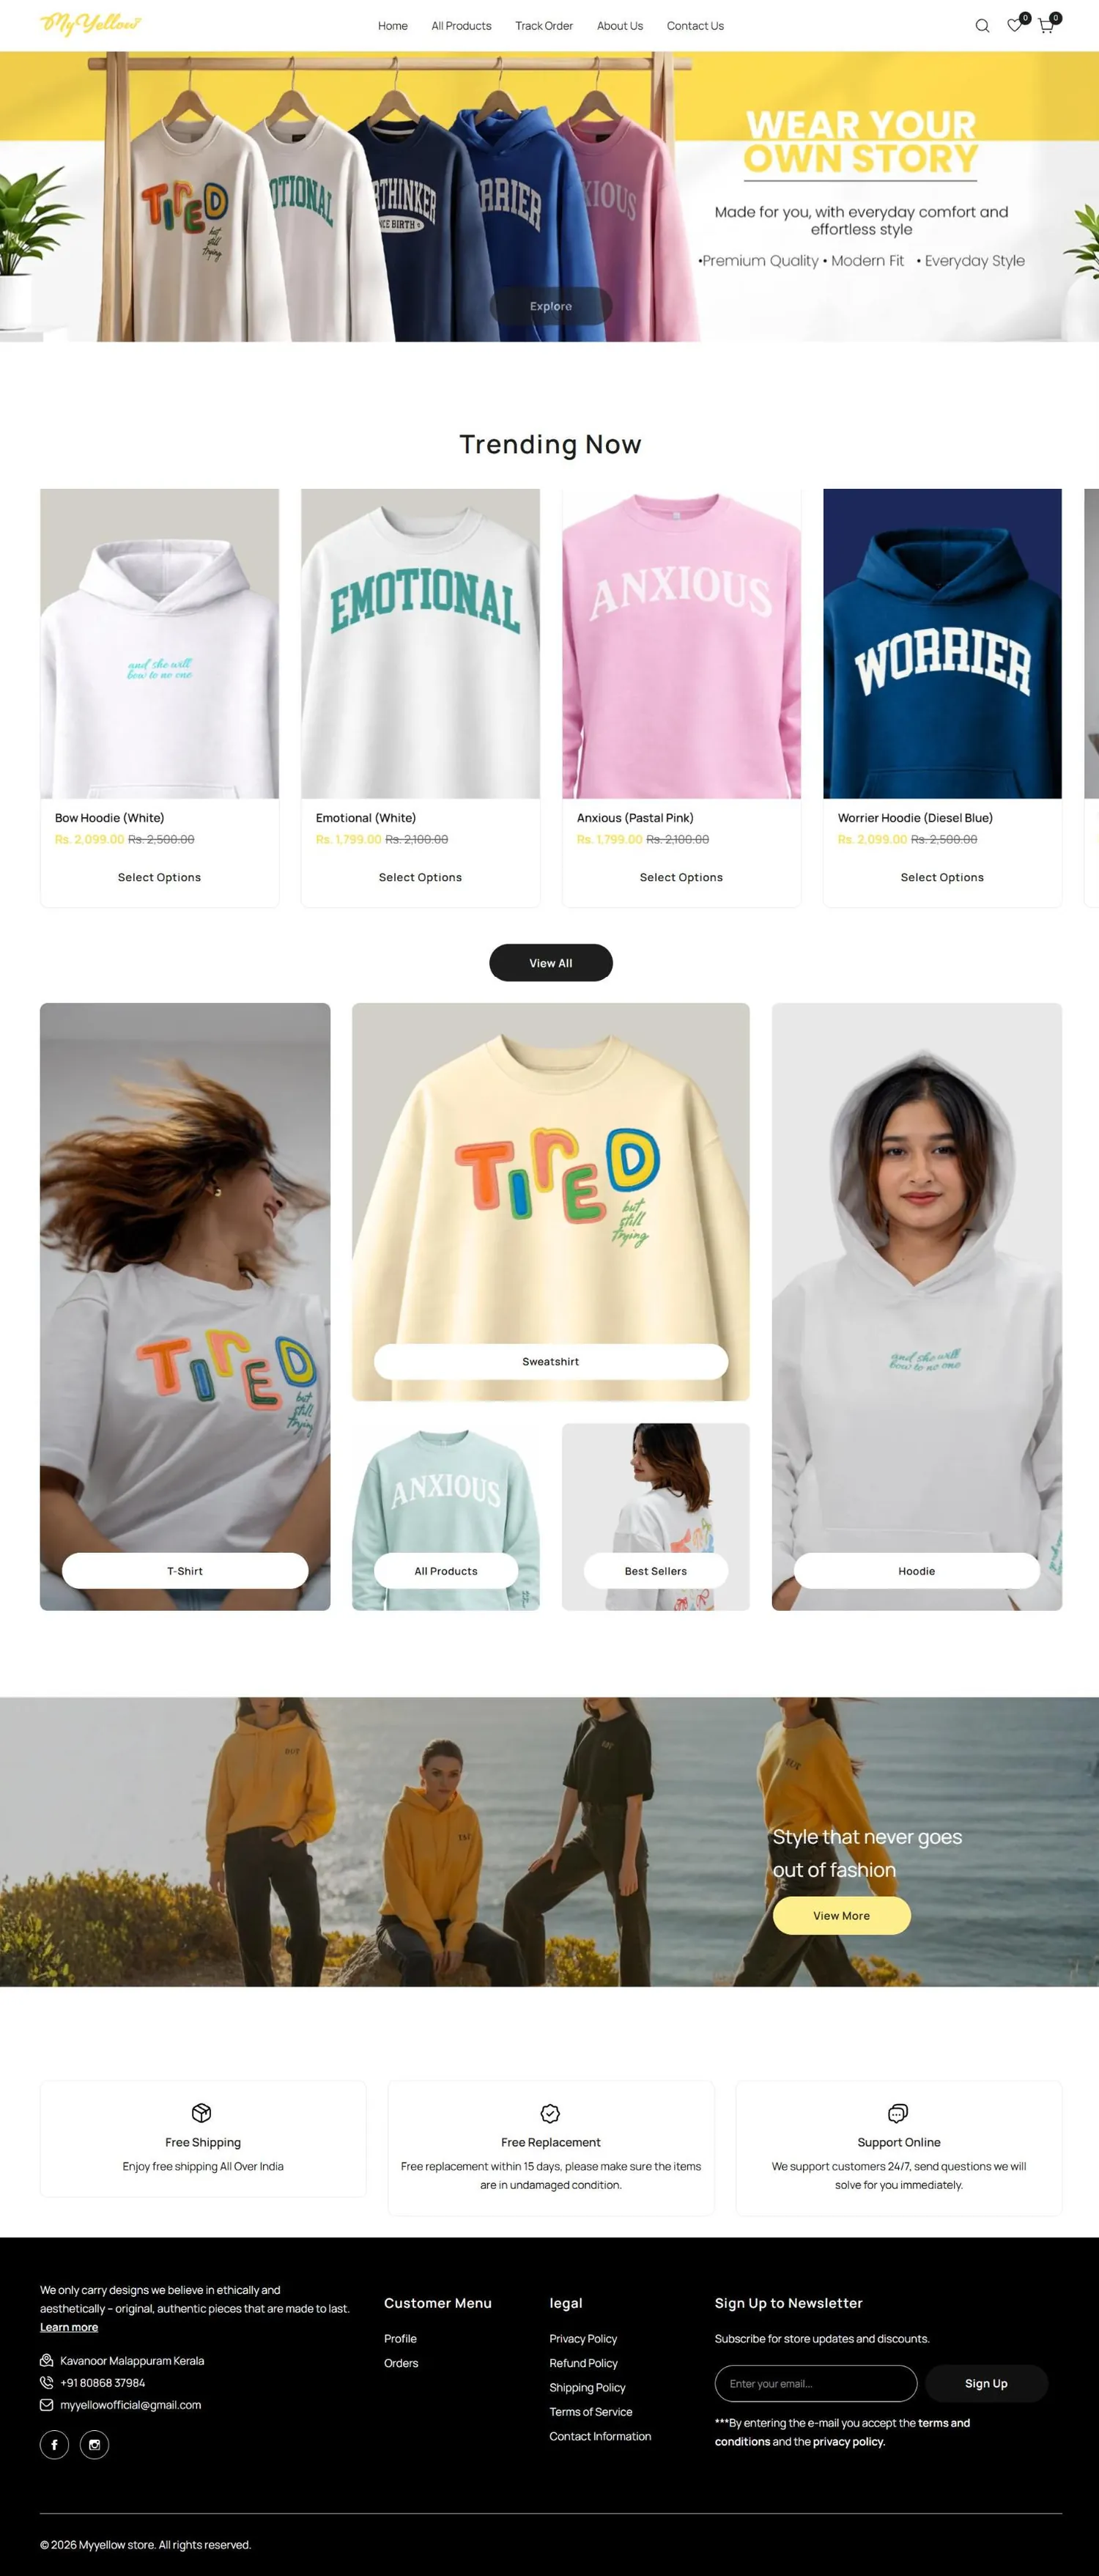 MyYellow
Home
All Products
Track Order
About Us
Contact Us
0
0
WEAR YOUR
OWN STORY
Made for you, with everyday comfort and
effortless style
•Premium Quality • Modern Fit • Everyday Style
TIRED
but
still
trying
OTIONAL
RTHINKER
NCE BIRTH
RRIER
XIOUS
Explore
Trending Now
and she will
bow to no one
EMOTIONAL
ANXIOUS
WORRIER
Bow Hoodie (White)
Rs. 2,099.00 Rs. 2,500.00
Select Options
Emotional (White)
Rs. 1,799.00 Rs. 2,100.00
Select Options
Anxious (Pastal Pink)
Rs. 1,799.00 Rs. 2,100.00
Select Options
Worrier Hoodie (Diesel Blue)
Rs. 2,099.00 Rs. 2,500.00
Select Options
View All
TIRED
but
still
trying
T-Shirt
TIRED
but
still
trying
Sweatshirt
ANXIOUS
All Products
Best Sellers
and she will
bow to no one
Hoodie
BUT
Style that never goes
out of fashion
View More
Free Shipping
Enjoy free shipping All Over India
Free Replacement
Free replacement within 15 days, please make sure the items
are in undamaged condition.
Support Online
We support customers 24/7, send questions we will
solve for you immediately.
We only carry designs we believe in ethically and
aesthetically – original, authentic pieces that are made to last.
Learn more
Kavanoor Malappuram Kerala
+91 80868 37984
myyellowofficial@gmail.com
Customer Menu
Profile
Orders
legal
Privacy Policy
Refund Policy
Shipping Policy
Terms of Service
Contact Information
Sign Up to Newsletter
Subscribe for store updates and discounts.
Enter your email...
Sign Up
***By entering the e-mail you accept the terms and
conditions and the privacy policy.
© 2026 Myyellow store. All rights reserved.